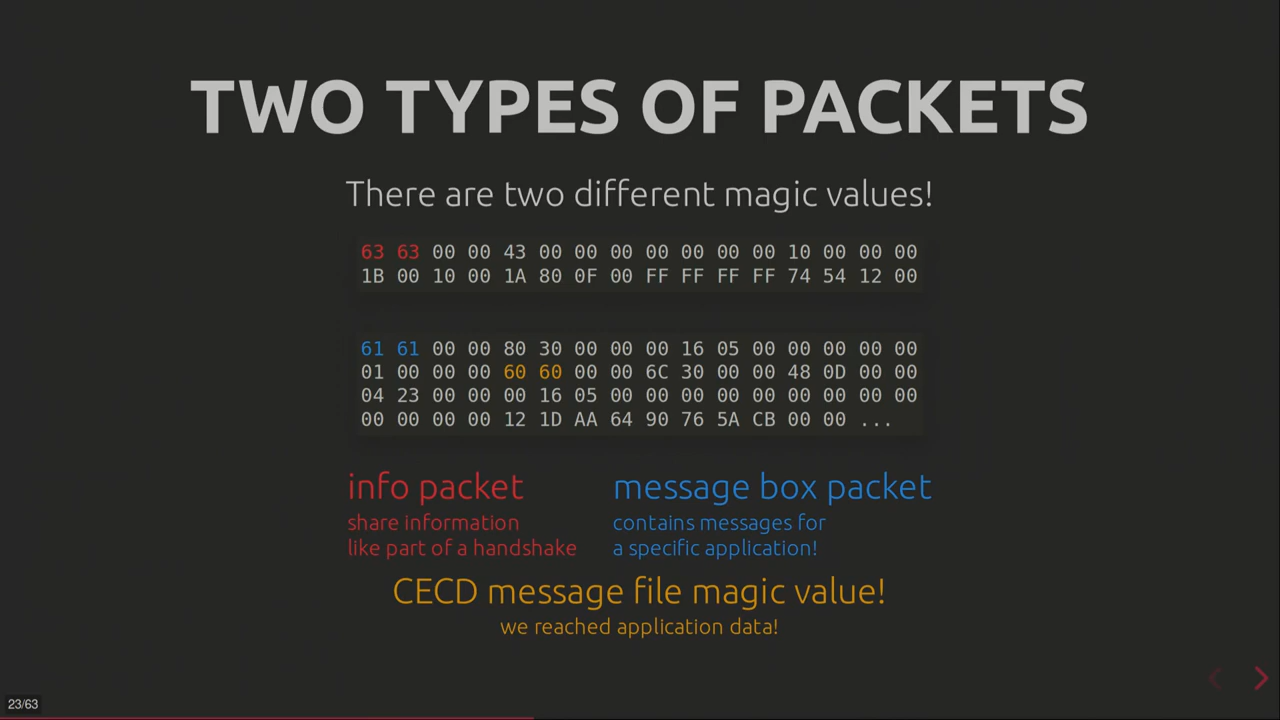 TWO TYPES OF PACKETS
There are two different magic values!
63 63 00 00 43 00 00 00 00 00 00 00 10 00 00 00
1B 00 10 00 1A 80 0F 00 FF FF FF FF 74 54 12 00
61 61 00 00 80 30 00 00 00 16 05 00 00 00 00 00
01 00 00 00 60 60 00 00 6C 30 00 00 48 0D 00 00
04 23 00 00 00 16 05 00 00 00 00 00 00 00 00 00
00 00 00 00 12 1D AA 64 90 76 5A CB 00 00 ...
info packet
share information
like part of a handshake
message box packet
contains messages for
a specific application!
CECD message file magic value!
we reached application data!
23/63